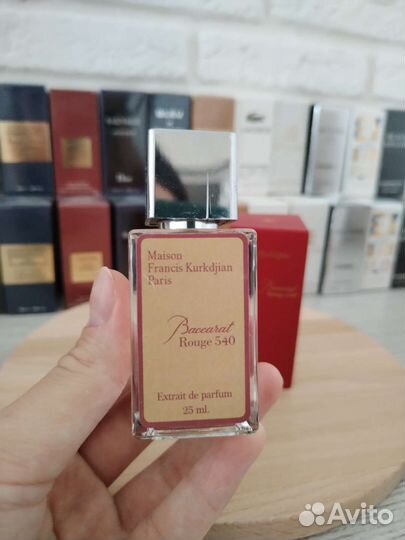 Maison
Francis Kurkdjian
Paris
Baccarat
Rouge 540
Extrait de parfum
25 ml.
Avito